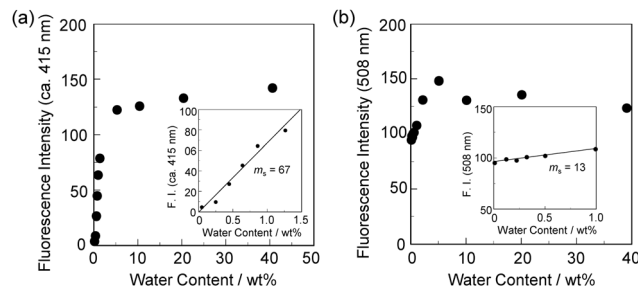 (a)
Fluorescence Intensity (ca. 415 nm)
200
150
125
100
50
25
0
0 10 20 30 40 50
Water Content / wt%
F. I. (ca. 415 nm)
100
80
06
40
20
0
0 0.5 1.0 1.5
Water Content / wt%
mₛ = 67
(b)
Fluorescence Intensity (508 nm)
200
150
100
50
0
0 10 20 30 40
Water Content / wt%
F. I. (508 nm)
150
100
50
0 0.5 1.0
Water Content / wt%
mₛ = 13